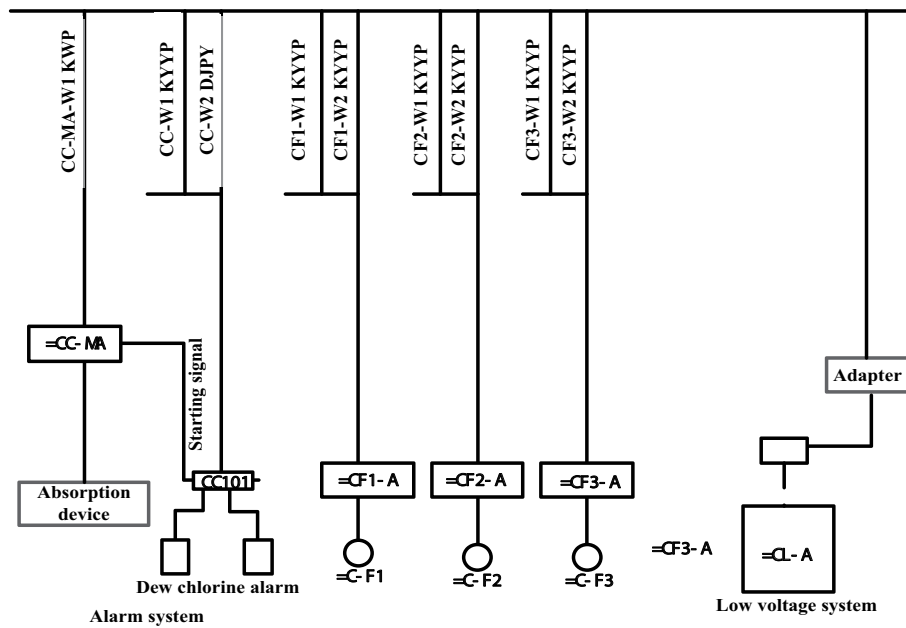 CC-MA-W1 KWP
CC-W1 KYYP
CC-W2 DJPY
CF1-W1 KYYP
CF1-W2 KYYP
CF2-W1 KYYP
CF2-W2 KYYP
CF3-W1 KYYP
CF3-W2 KYYP
=CC-MA
Starting signal
Adapter
CC101
=CF1-A
=CF2-A
=CF3-A
Absorption
device
=C-F1
=C-F2
=C-F3
=CF3-A
=CL-A
Dew chlorine alarm
Low voltage system
Alarm system